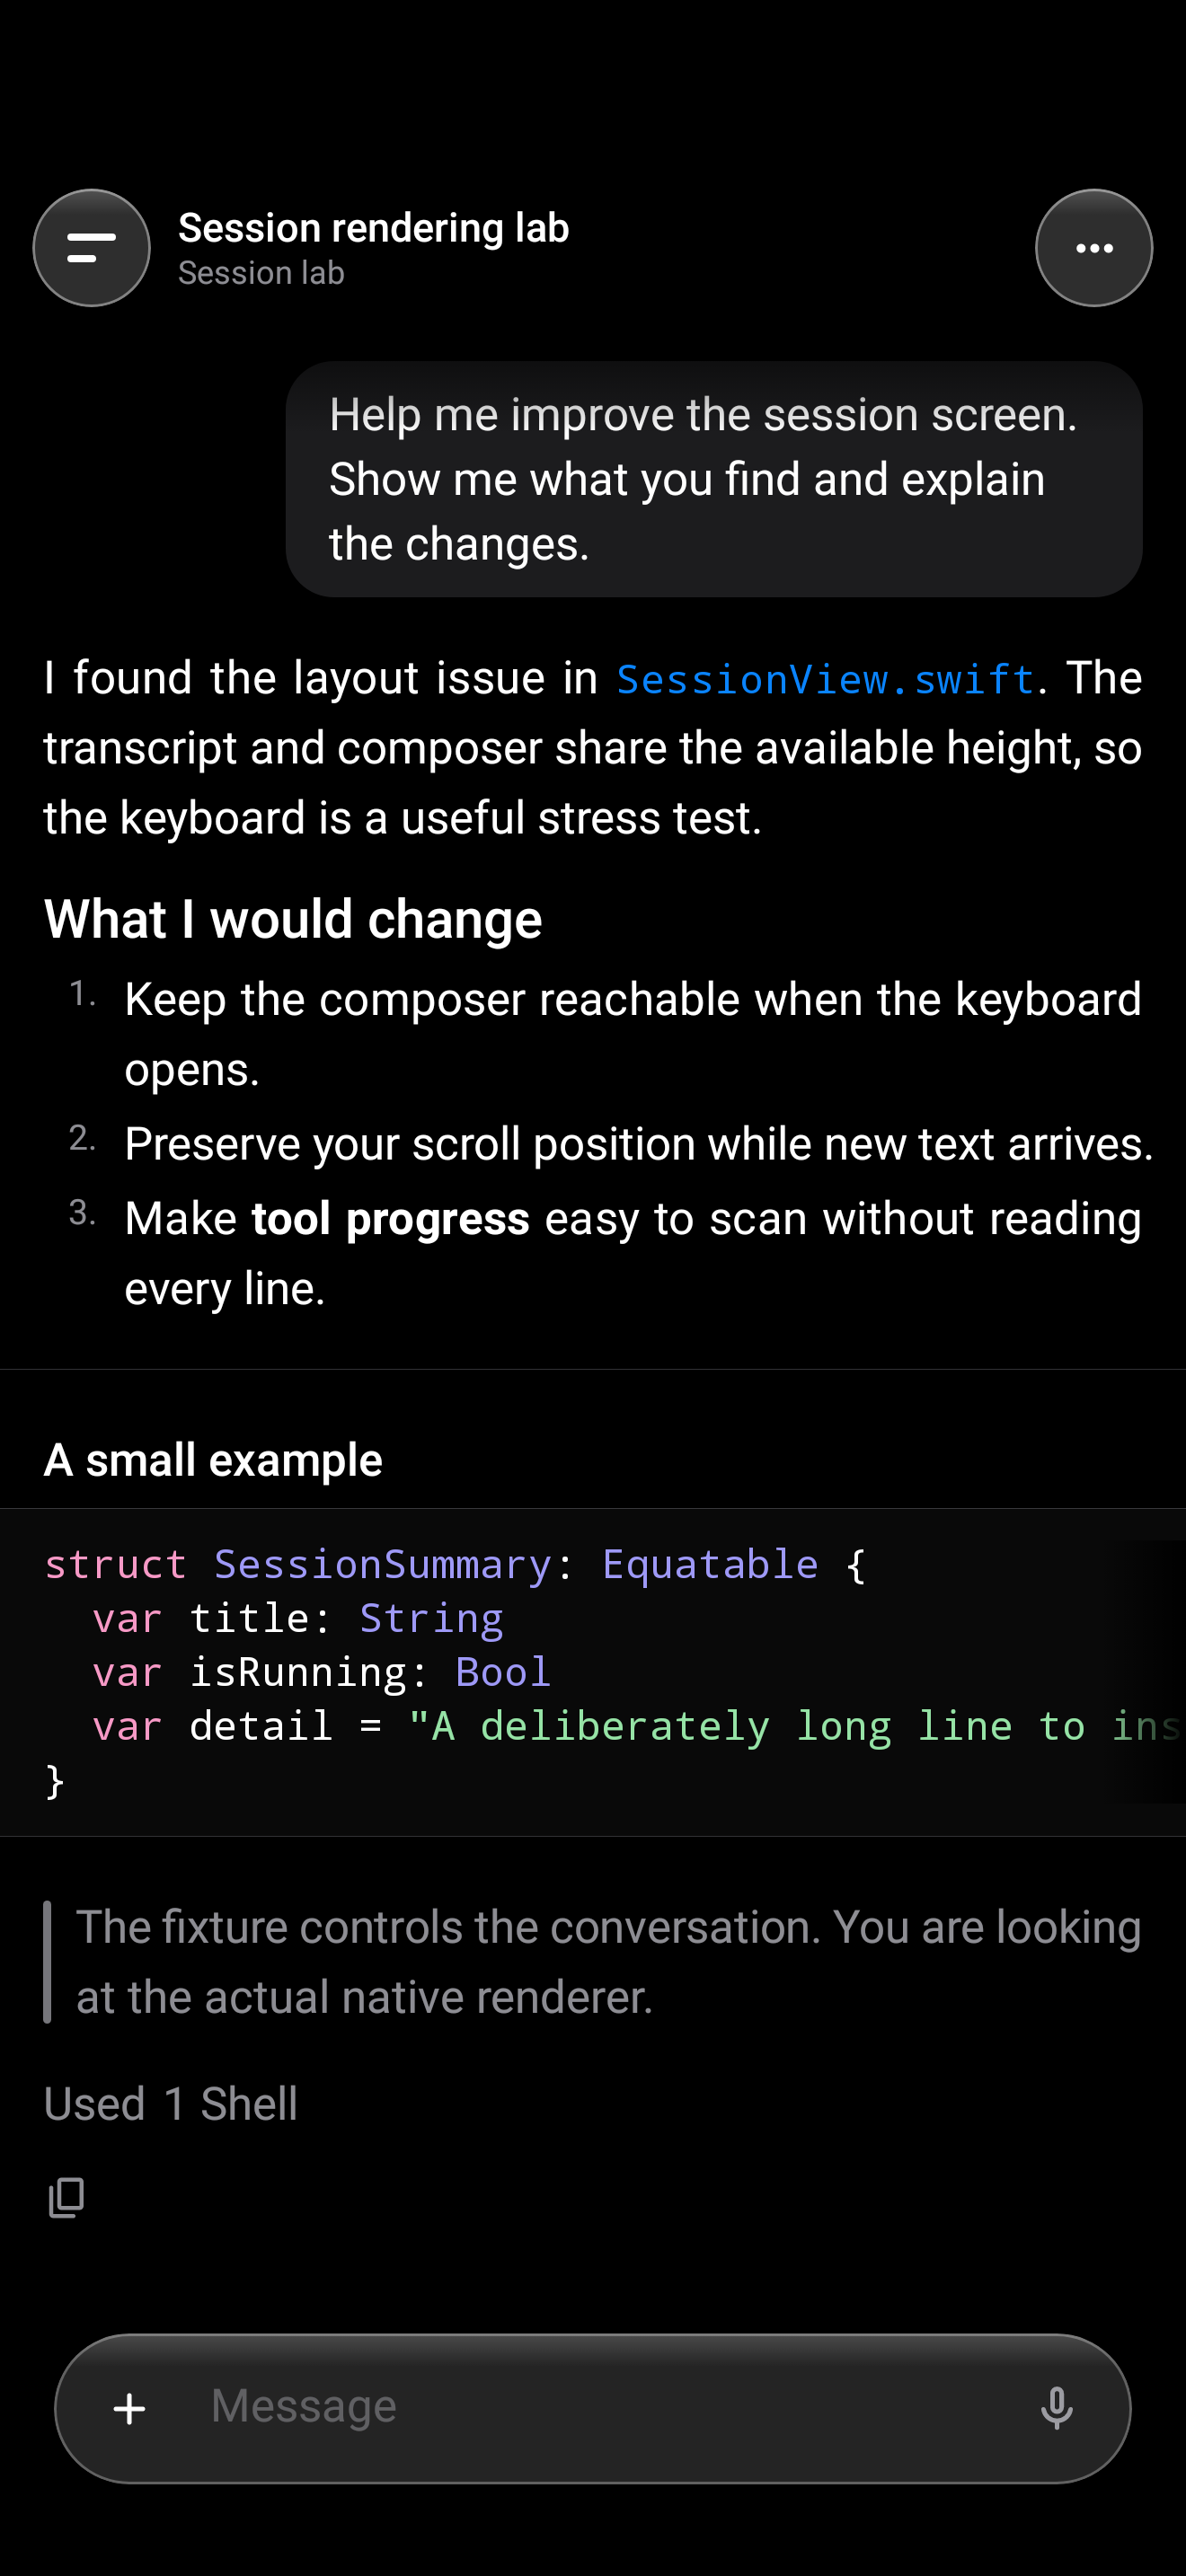 Session rendering lab
Session lab
Help me improve the session screen.
Show me what you find and explain
the changes.
I found the layout issue in SessionView.swift. The
transcript and composer share the available height, so
the keyboard is a useful stress test.
What I would change
1. Keep the composer reachable when the keyboard
opens.
2. Preserve your scroll position while new text arrives.
3. Make tool progress easy to scan without reading
every line.
A small example
struct SessionSummary: Equatable {
  var title: String
  var isRunning: Bool
  var detail = "A deliberately long line to ins
}
The fixture controls the conversation. You are looking
at the actual native renderer.
Used 1 Shell
Message